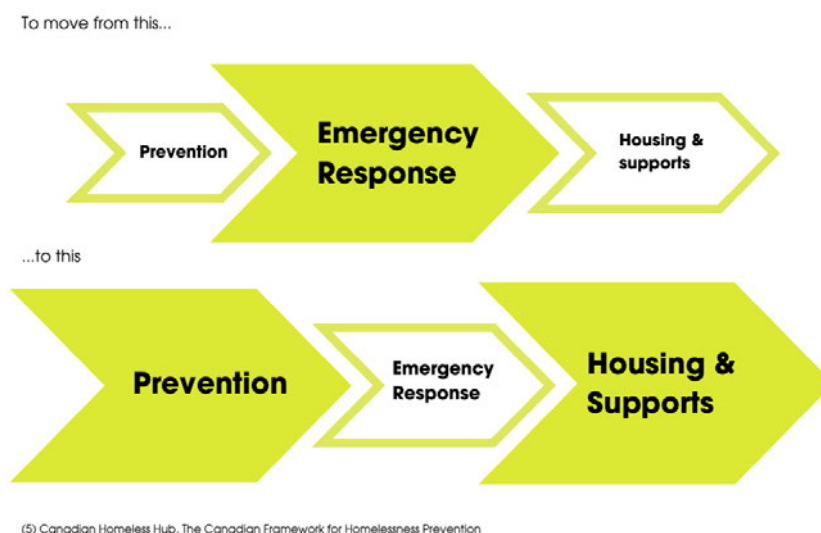 To move from this...
Prevention
Emergency
Response
Housing &
supports
...to this
Prevention
Emergency
Response
Housing &
Supports
(5) Canadian Homeless Hub, The Canadian Framework for Homelessness Prevention